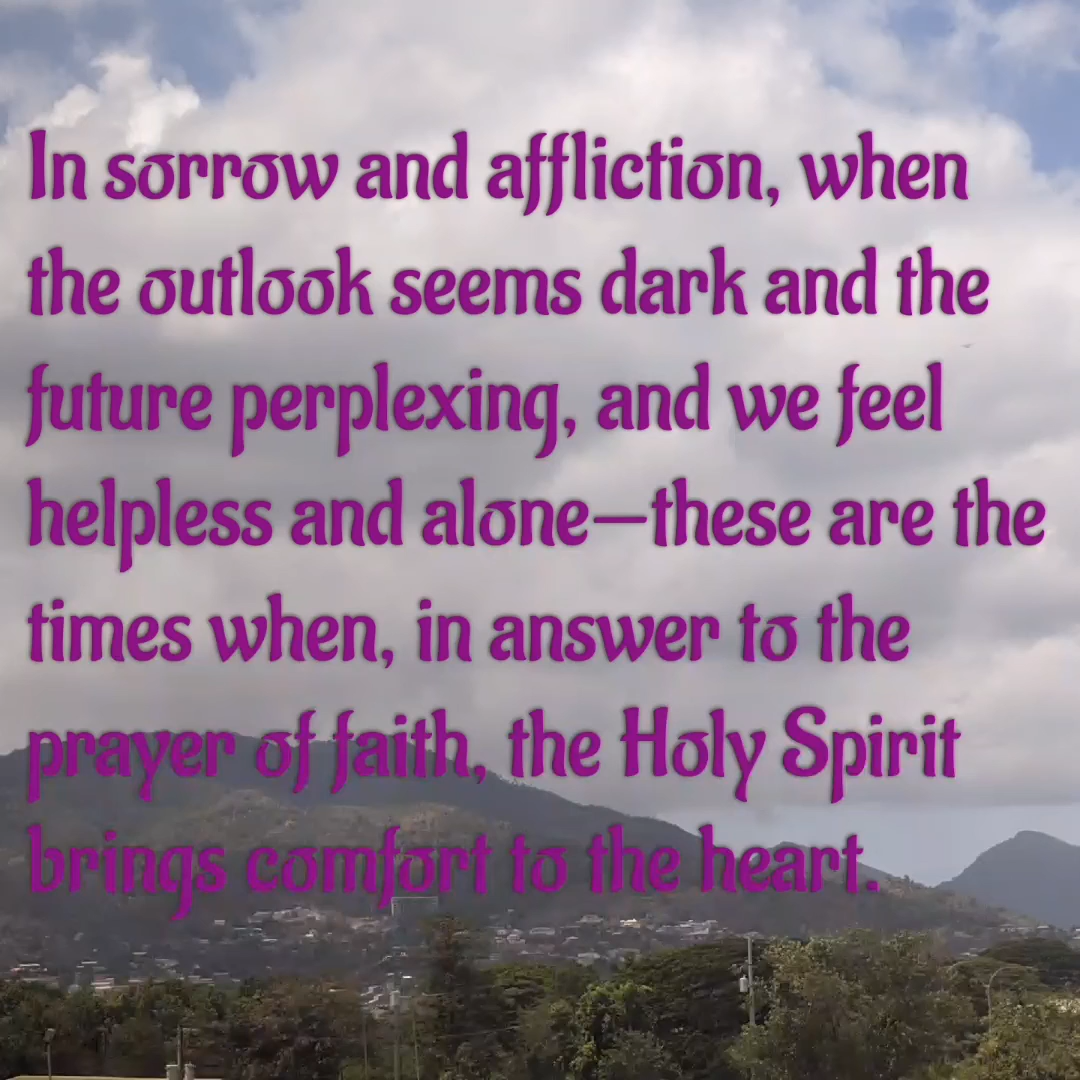 In sorrow and affliction, when
the outlook seems dark and the
future perplexing, and we feel
helpless and alone—these are the
times when, in answer to the
prayer of faith, the Holy Spirit
brings comfort to the heart.